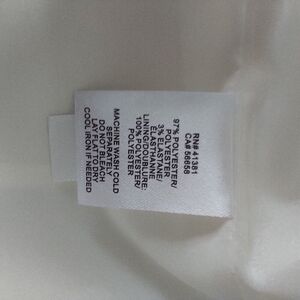 RN# 41381
CA# 56658
97% POLYESTER/
POLYESTER
3% ELASTANE/
ÉLASTHANNE
LINING/DOUBLURE:
100% POLYESTER/
POLYESTER
MACHINE WASH COLD
SEPARATELY
DO NOT BLEACH
LAY FLAT TO DRY
COOL IRON IF NEEDED